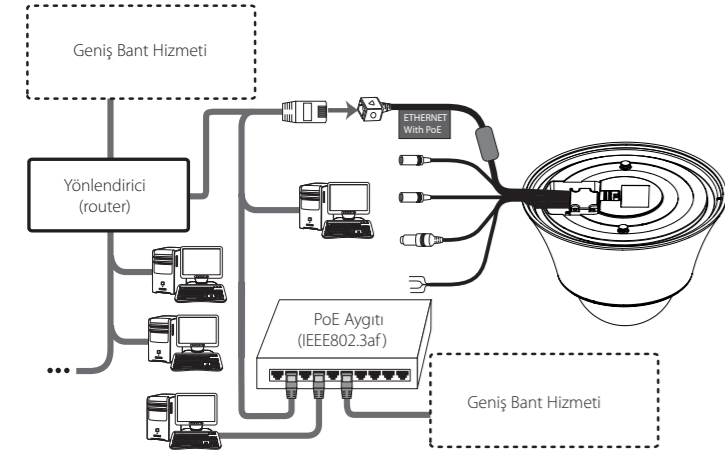 Geniş Bant Hizmeti
ETHERNET
With PoE
Yönlendirici
(router)
PoE Aygıtı
(IEEE802.3af)
Geniş Bant Hizmeti